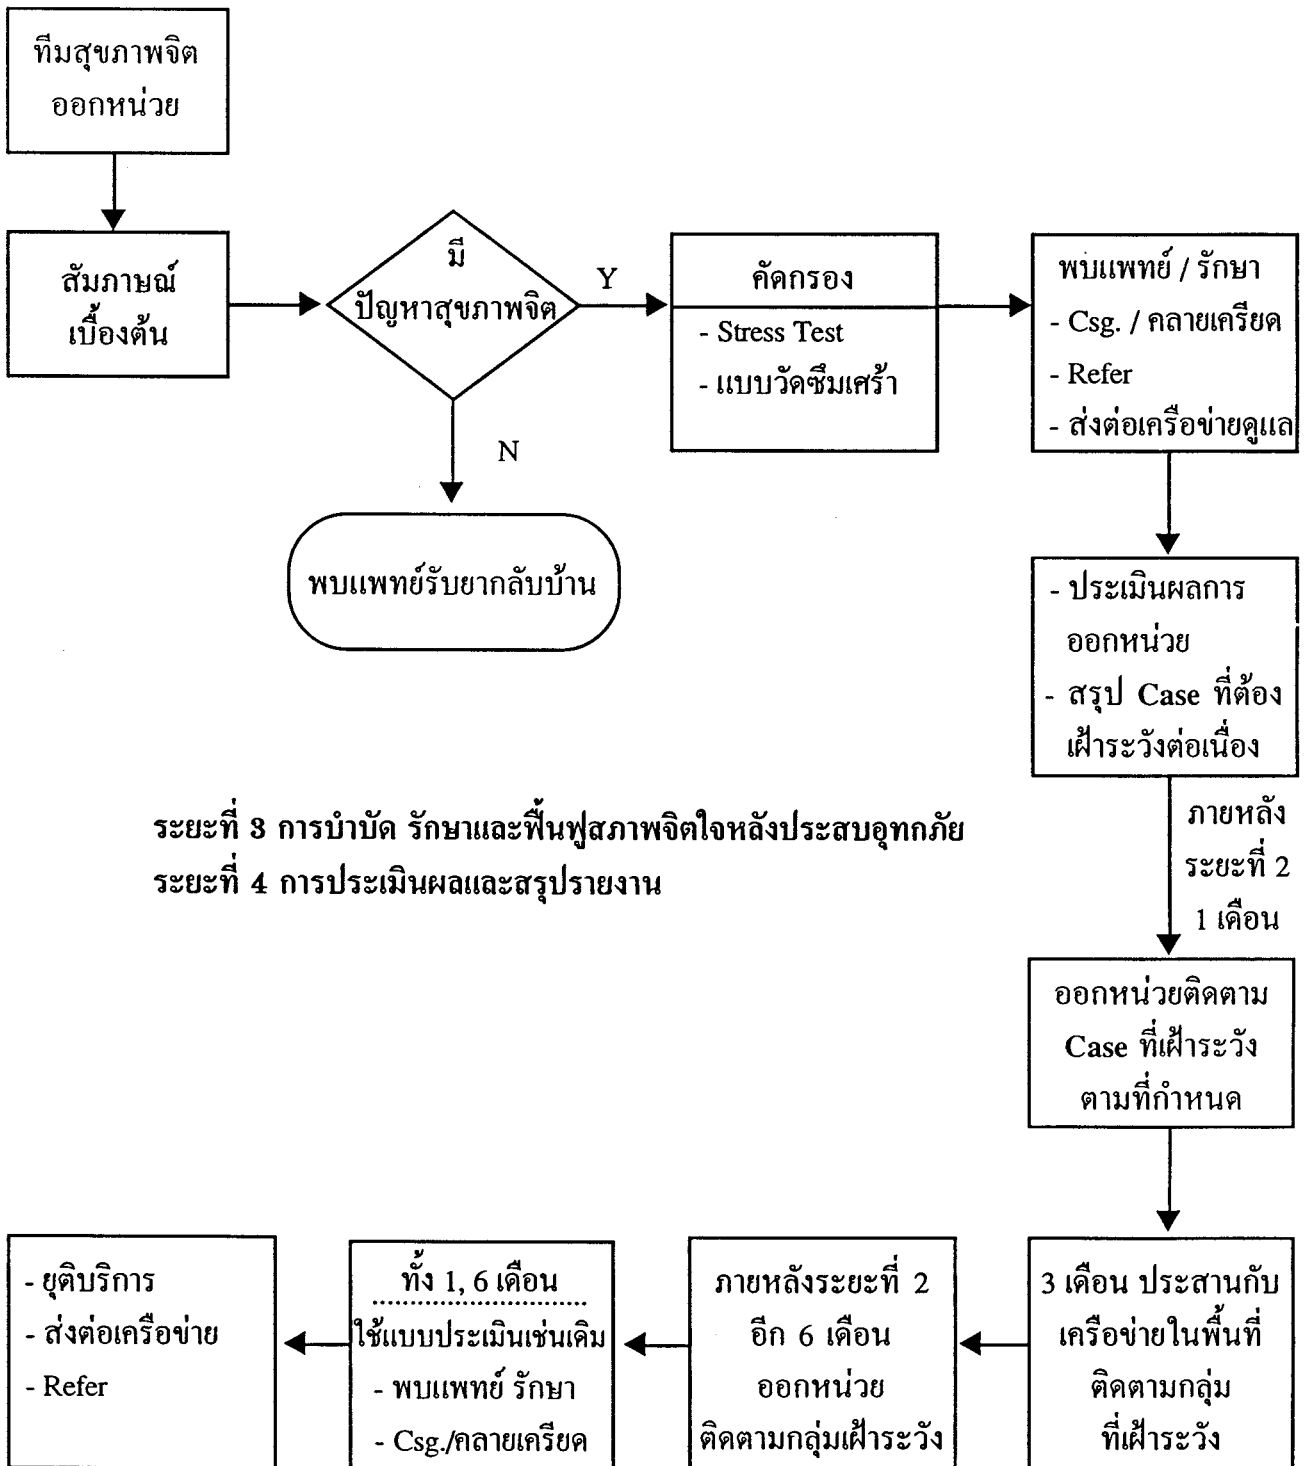 ทีมสุขภาพจิต
ออกหน่วย
สัมภาษณ์
เบื้องต้น
มี
ปัญหาสุขภาพจิต
Y
N
พบแพทย์รับยากลับบ้าน
คัดกรอง
- Stress Test
- แบบวัดซึมเศร้า
พบแพทย์ / รักษา
- Csg. / คลายเครียด
- Refer
- ส่งต่อเครือข่ายดูแล
- ประเมินผลการ
ออกหน่วย
- สรุป Case ที่ต้อง
เฝ้าระวังต่อเนื่อง
ภายหลัง
ระยะที่ 2
1 เดือน
ระยะที่ 3 การบำบัด รักษาและฟื้นฟูสภาพจิตใจหลังประสบอุทกภัย
ระยะที่ 4 การประเมินผลและสรุปรายงาน
ออกหน่วยติดตาม
Case ที่เฝ้าระวัง
ตามที่กำหนด
3 เดือน ประสานกับ
เครือข่ายในพื้นที่
ติดตามกลุ่ม
ที่เฝ้าระวัง
ภายหลังระยะที่ 2
อีก 6 เดือน
ออกหน่วย
ติดตามกลุ่มเฝ้าระวัง
ทั้ง 1, 6 เดือน
ใช้แบบประเมินเช่นเดิม
- พบแพทย์ รักษา
- Csg./คลายเครียด
- ยุติบริการ
- ส่งต่อเครือข่าย
- Refer